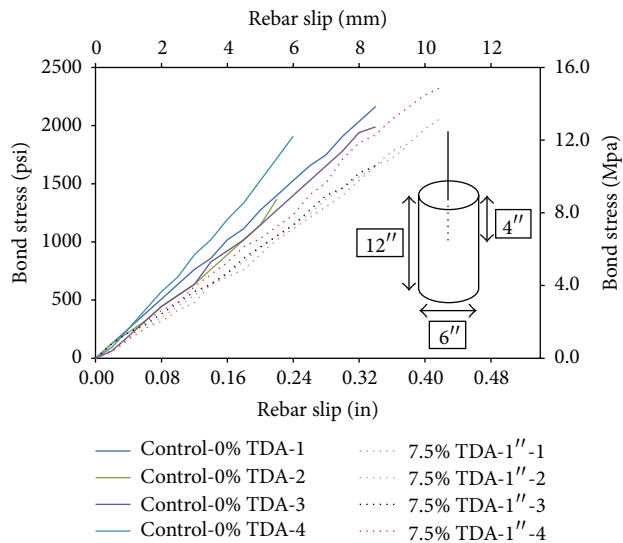 Rebar slip (mm)
0 2 4 6 8 10 12
2500 16.0
2000 12.0
1500 8.0
1000 4.0
500 0.0
0
Bond stress (psi)
Bond stress (Mpa)
12″
4″
6″
0.00 0.08 0.16 0.24 0.32 0.40 0.48
Rebar slip (in)
Control-0% TDA-1
Control-0% TDA-2
Control-0% TDA-3
Control-0% TDA-4
7.5% TDA-1″-1
7.5% TDA-1″-2
7.5% TDA-1″-3
7.5% TDA-1″-4